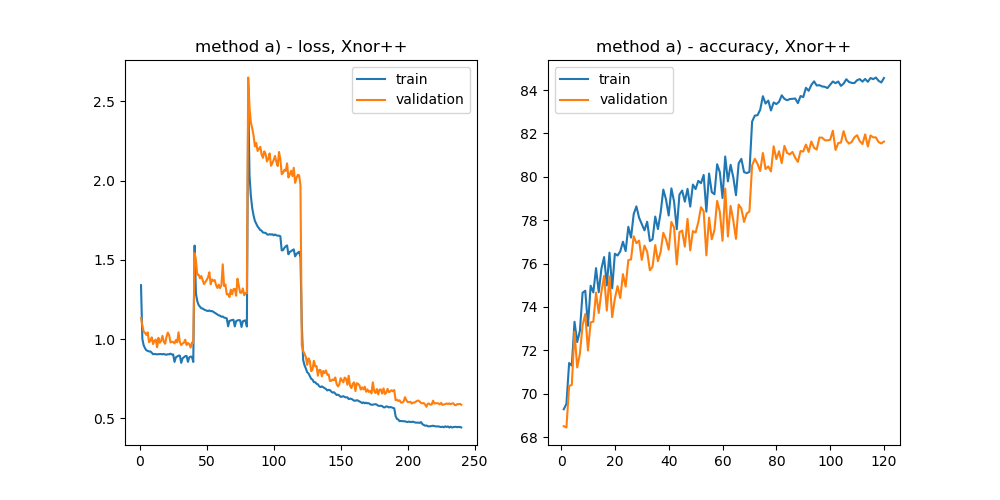 method a) - loss, Xnor++
train
validation
2.5
2.0
1.5
1.0
0.5
0 50 100 150 200 250
method a) - accuracy, Xnor++
train
validation
84
82
80
78
76
74
72
70
68
0 20 40 60 80 100 120